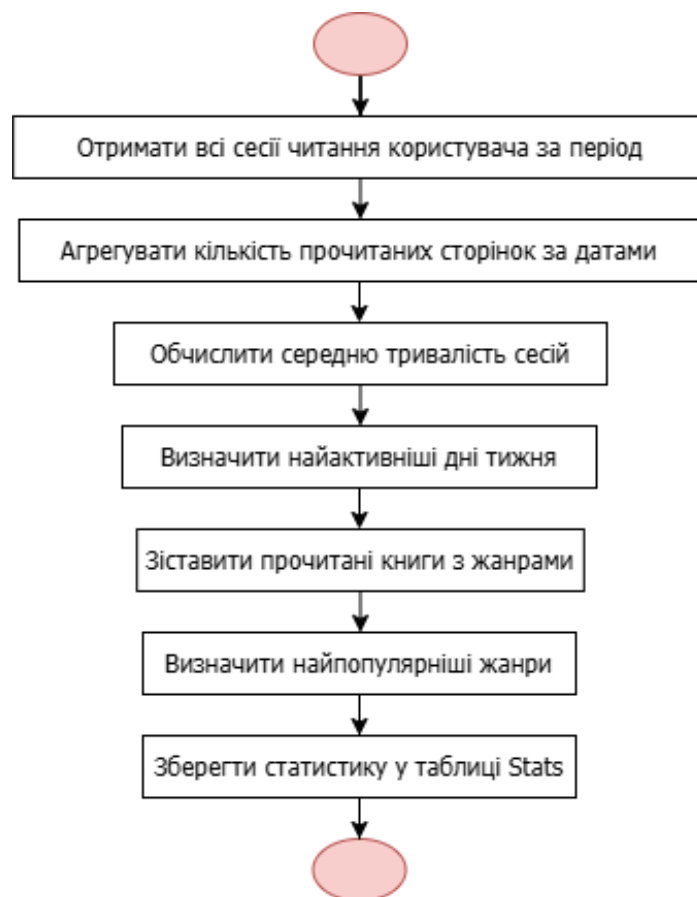 Отримати всі сесії читання користувача за період
Агрегувати кількість прочитаних сторінок за датами
Обчислити середню тривалість сесій
Визначити найактивніші дні тижня
Зіставити прочитані книги з жанрами
Визначити найпопулярніші жанри
Зберегти статистику у таблиці Stats